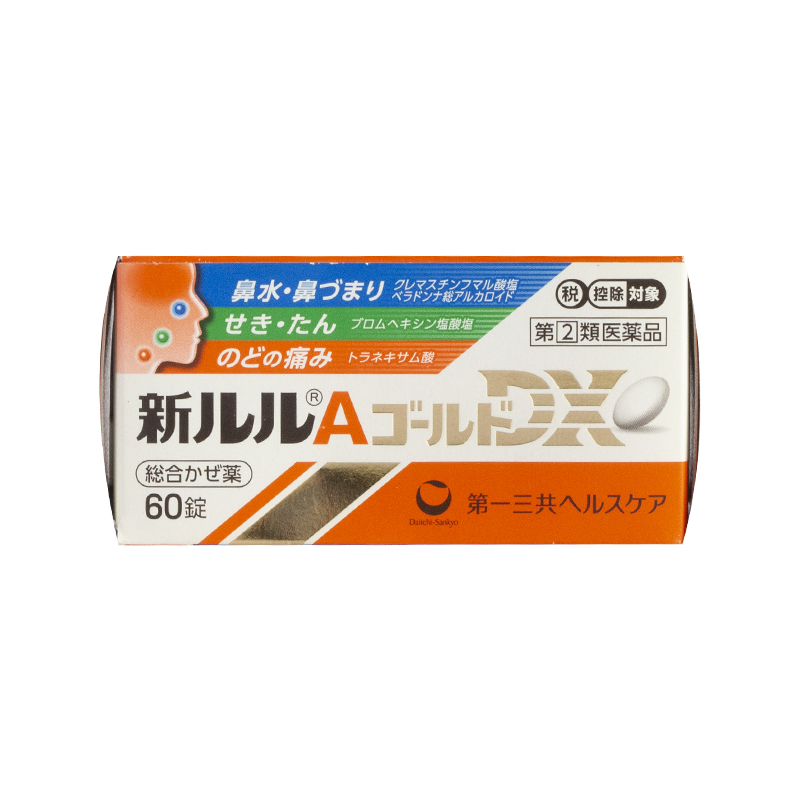 鼻水・鼻づまり クレマスチンフマル酸塩
ベラドンナ総アルカロイド
せき・たん ブロムヘキシン塩酸塩
のどの痛み トラネキサム酸
税 控除対象
第②類医薬品
新ルル®AゴールドDX
総合かぜ薬
60錠
Daiichi-Sankyo
第一三共ヘルスケア